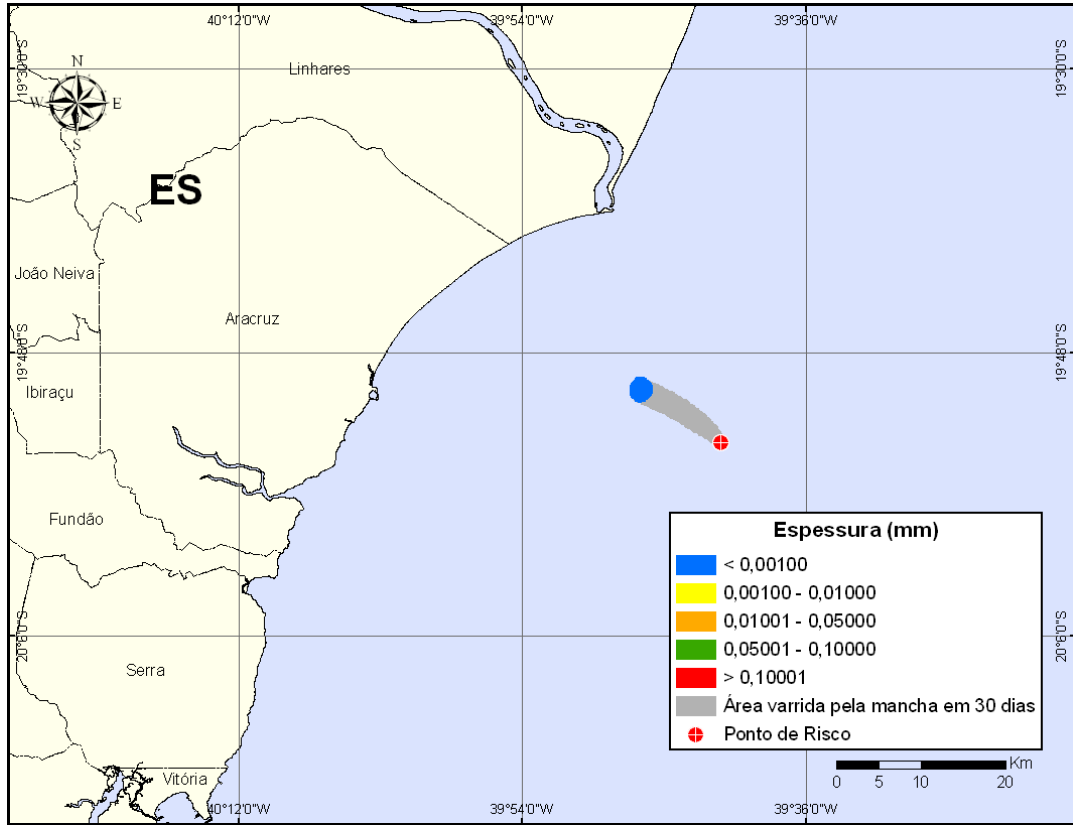 40°12'0"W
39°54'0"W
39°36'0"W
19°30'0"S
19°30'0"S
N
W
E
S
Linhares
ES
João Neiva
Aracruz
19°48'0"S
19°48'0"S
Ibiraçu
Fundão
20°6'0"S
20°6'0"S
Serra
Vitória
Espessura (mm)
< 0,00100
0,00100 - 0,01000
0,01001 - 0,05000
0,05001 - 0,10000
> 0,10001
Área varrida pela mancha em 30 dias
Ponto de Risco
Km
0 5 10 20
40°12'0"W
39°54'0"W
39°36'0"W